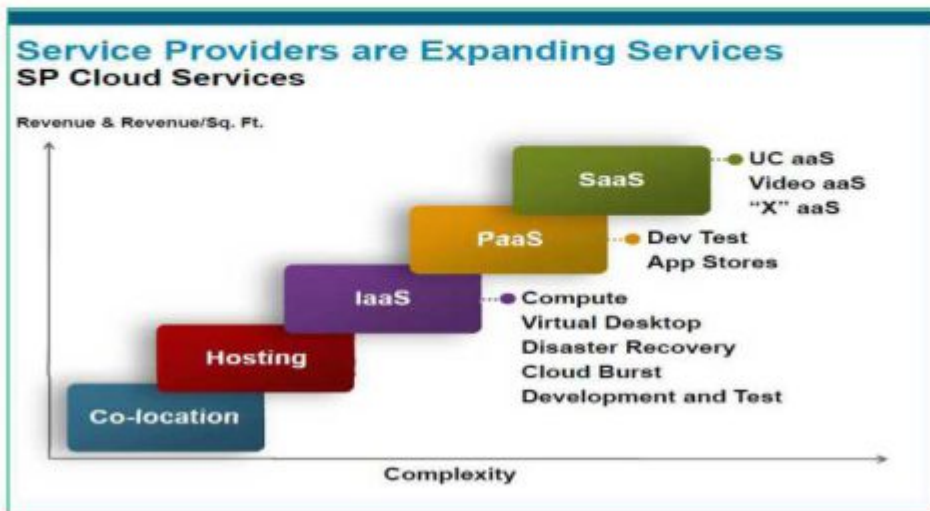 Service Providers are Expanding Services
SP Cloud Services
Revenue & Revenue/Sq. Ft.
SaaS
UC aaS
Video aaS
“X” aaS
PaaS
Dev Test
App Stores
IaaS
Compute
Virtual Desktop
Disaster Recovery
Cloud Burst
Development and Test
Hosting
Co-location
Complexity